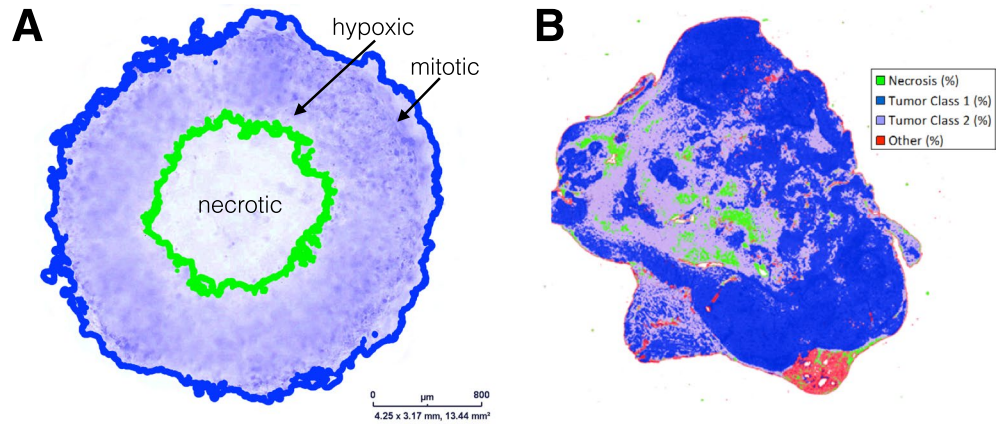 A
hypoxic
mitotic
necrotic
0 µm 800
4.25 x 3.17 mm, 13.44 mm²
B
Necrosis (%)
Tumor Class 1 (%)
Tumor Class 2 (%)
Other (%)